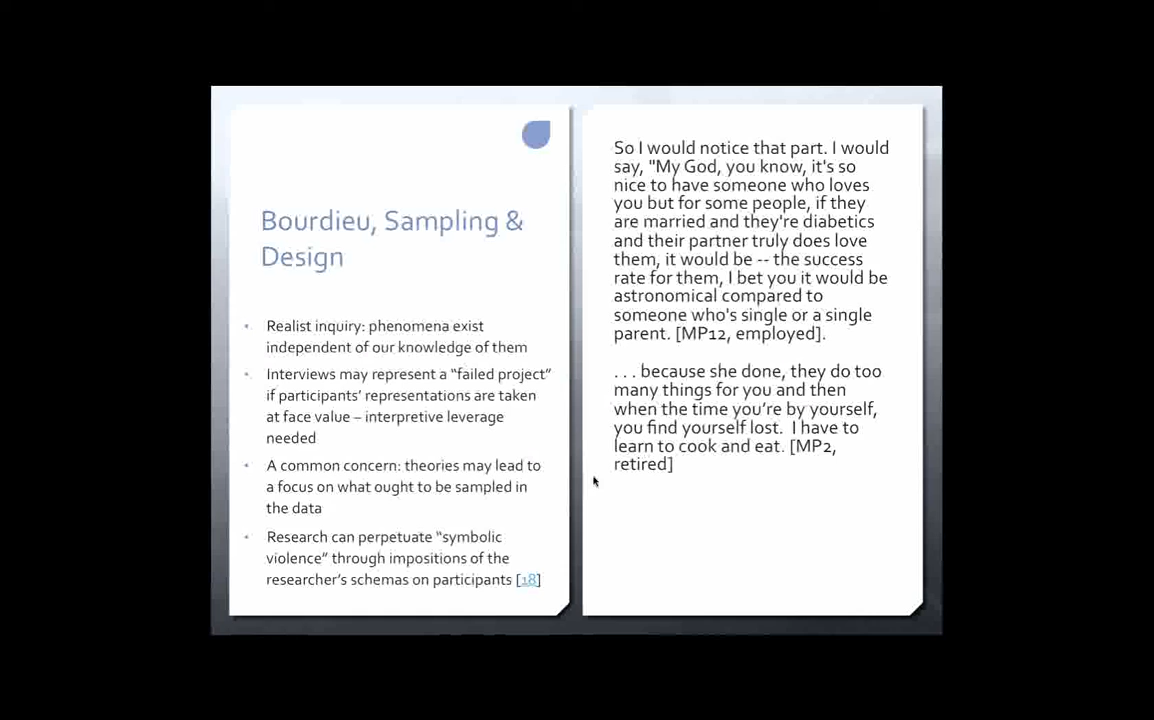 Bourdieu, Sampling &
Design
• Realist inquiry: phenomena exist
independent of our knowledge of them
• Interviews may represent a “failed project”
if participants’ representations are taken
at face value – interpretive leverage
needed
• A common concern: theories may lead to
a focus on what ought to be sampled in
the data
• Research can perpetuate “symbolic
violence” through impositions of the
researcher’s schemas on participants [18]
So I would notice that part. I would
say, "My God, you know, it's so
nice to have someone who loves
you but for some people, if they
are married and they're diabetics
and their partner truly does love
them, it would be -- the success
rate for them, I bet you it would be
astronomical compared to
someone who's single or a single
parent. [MP12, employed].
. . . because she done, they do too
many things for you and then
when the time you’re by yourself,
you find yourself lost. I have to
learn to cook and eat. [MP2,
retired]